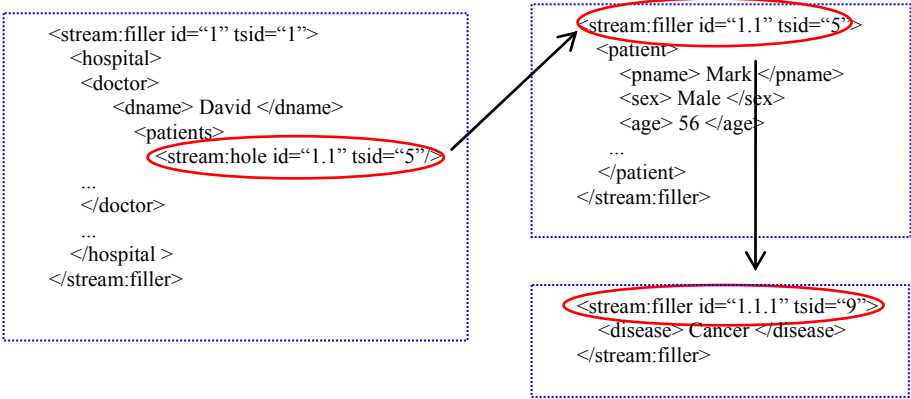 <stream:filler id=“1” tsid=“1”>
<hospital>
<doctor>
<dname> David </dname>
<patients>
<stream:hole id=“1.1” tsid=“5”/>
...
</doctor>
...
</hospital >
</stream:filler>
<stream:filler id=“1.1” tsid=“5”>
<patient>
<pname> Mark </pname>
<sex> Male </sex>
<age> 56 </age>
...
</patient>
</stream:filler>
<stream:filler id=“1.1.1” tsid=“9”>
<disease> Cancer </disease>
</stream:filler>